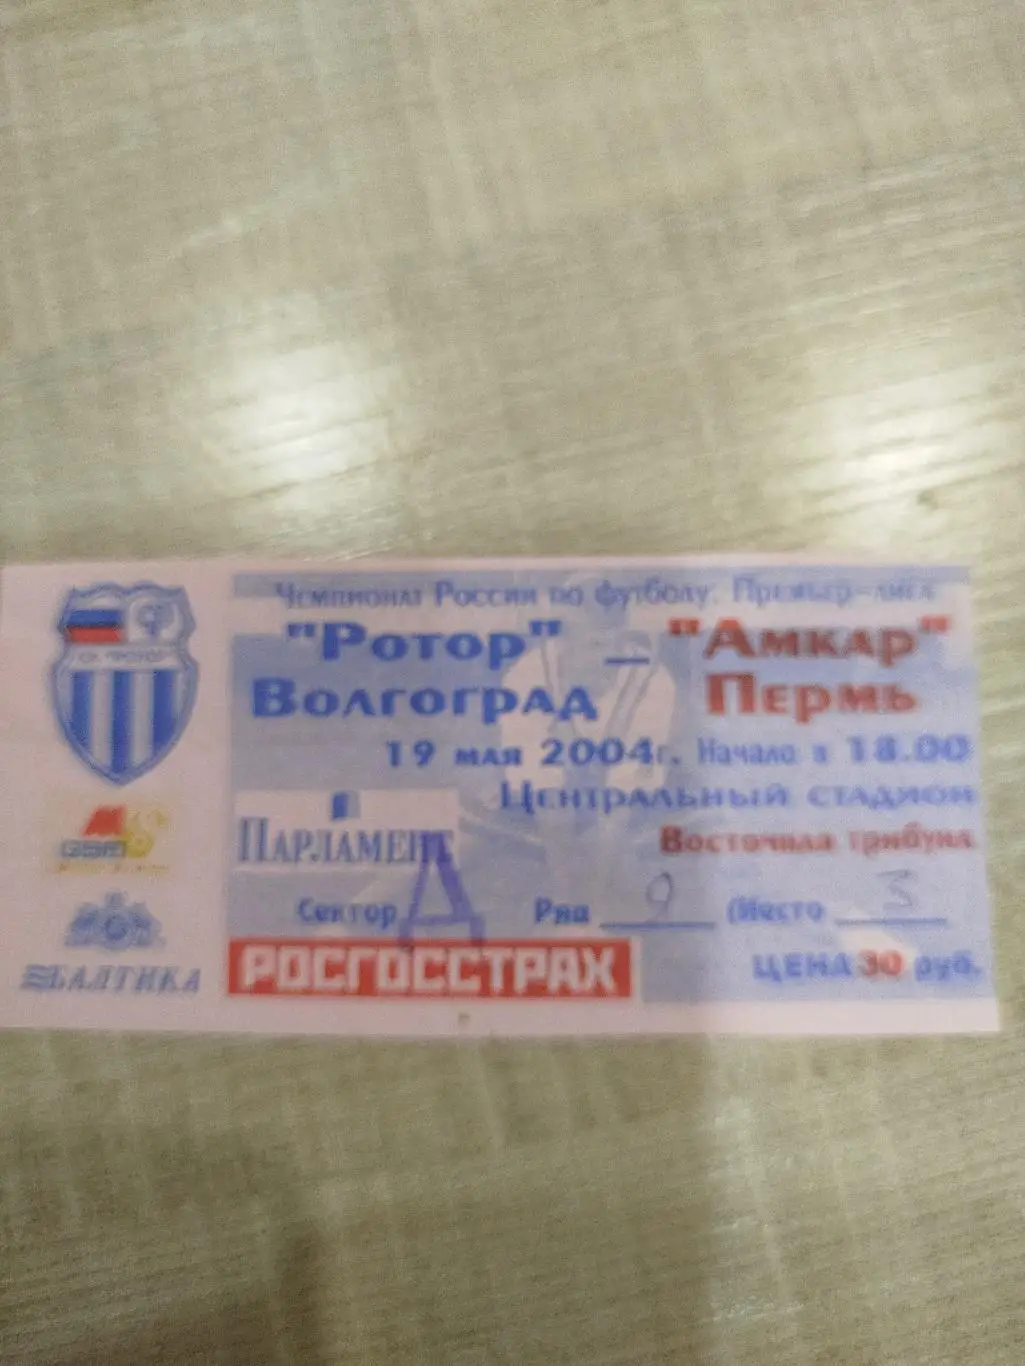 Чемпионат России по футболу. Премьер-лига
"Ротор" – "Амкар"
Волгоград Пермь
19 мая 2004г. Начало в 18.00
Центральный стадион
Восточная трибуна
ПАРЛАМЕНТ
Сектор Д Ряд 9 Место 3
РОСГОССТРАХ
ЦЕНА 30 руб.
GSM
БАЛТИКА